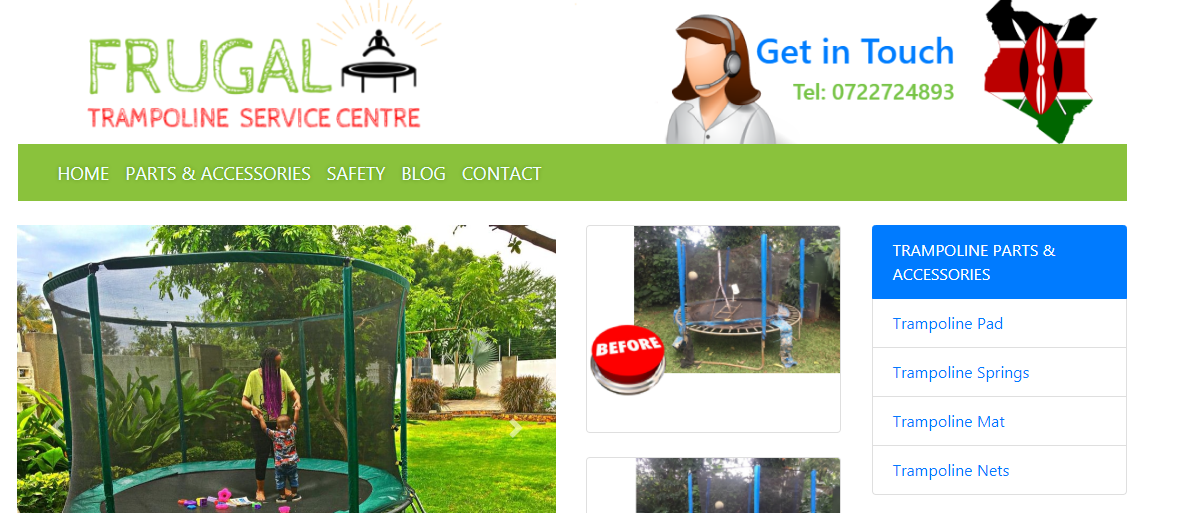 FRUGAL
TRAMPOLINE SERVICE CENTRE
Get in Touch
Tel: 0722724893
HOME PARTS & ACCESSORIES SAFETY BLOG CONTACT
BEFORE
TRAMPOLINE PARTS &
ACCESSORIES
Trampoline Pad
Trampoline Springs
Trampoline Mat
Trampoline Nets